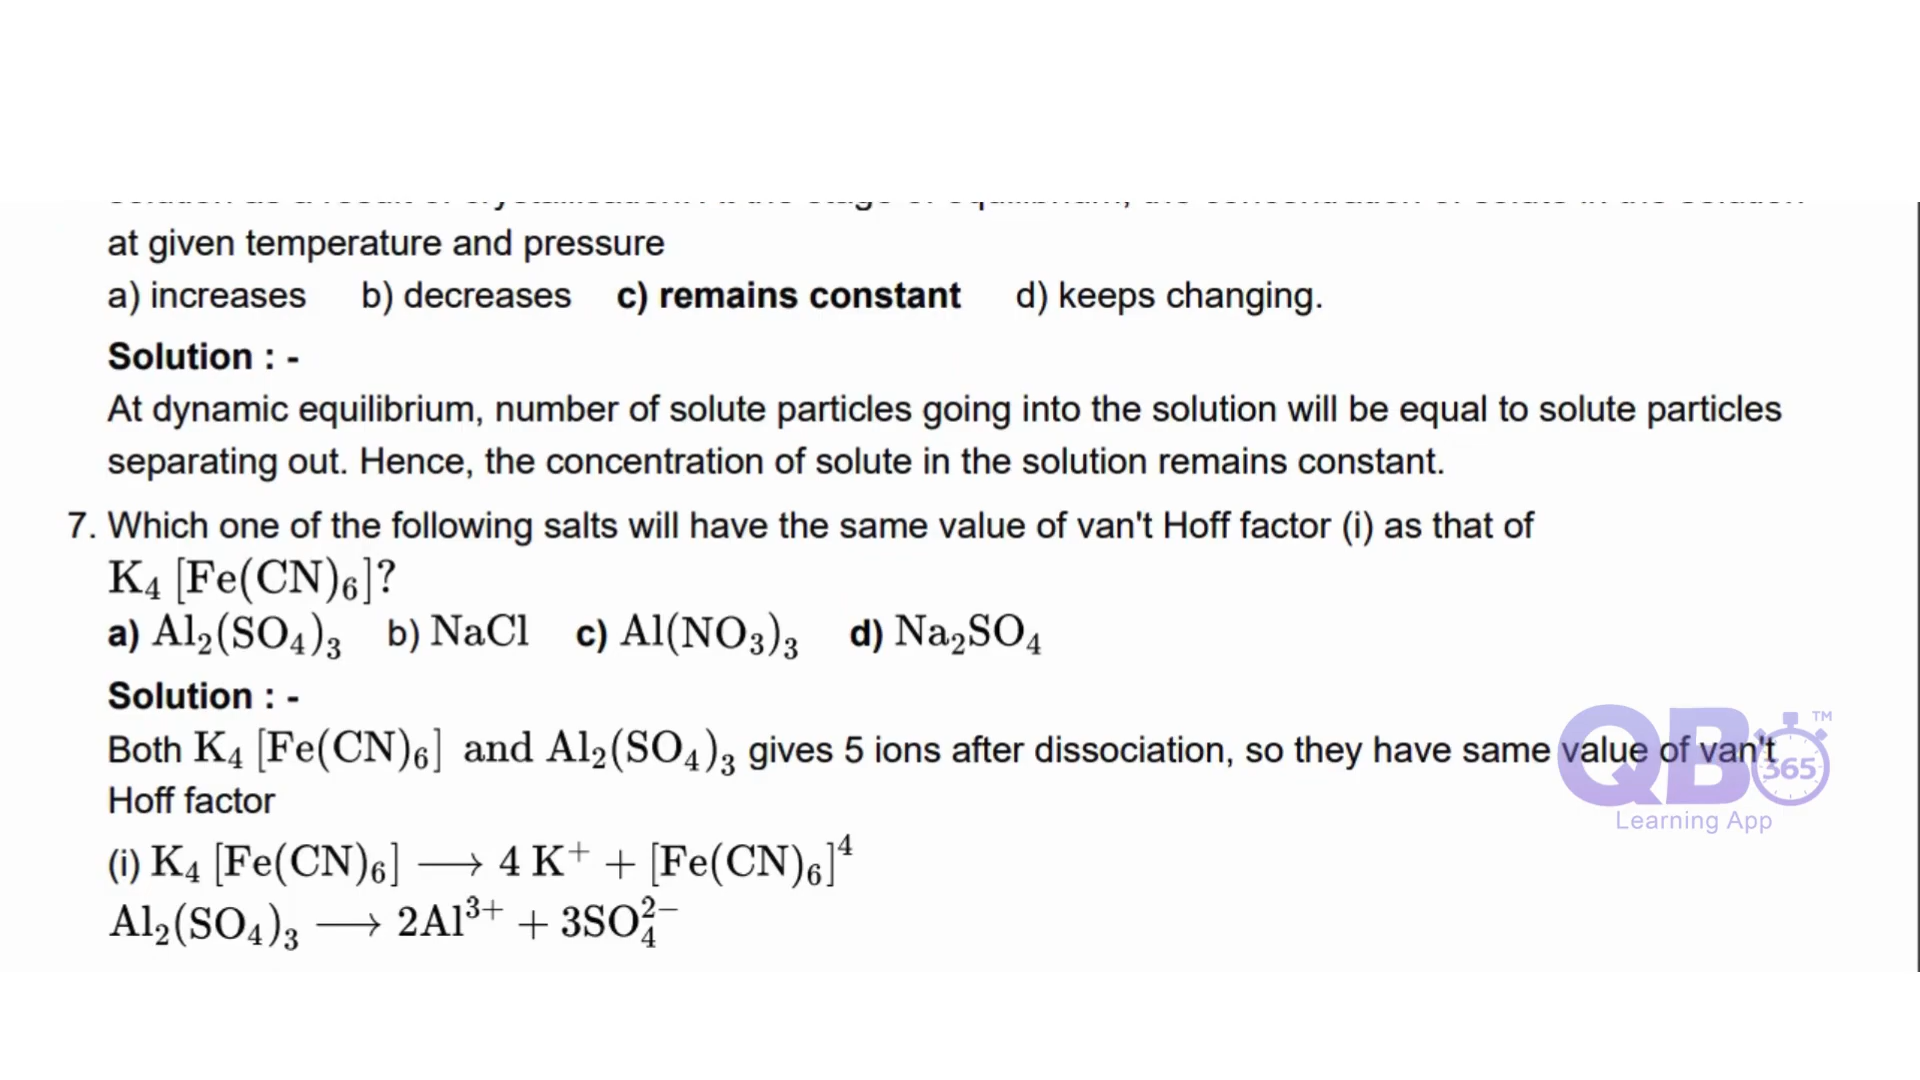 at given temperature and pressure
a) increases b) decreases c) remains constant d) keeps changing.
Solution : -
At dynamic equilibrium, number of solute particles going into the solution will be equal to solute particles
separating out. Hence, the concentration of solute in the solution remains constant.
7. Which one of the following salts will have the same value of van't Hoff factor (i) as that of
K₄ [Fe(CN)₆]?
a) Al₂(SO₄)₃ b) NaCl c) Al(NO₃)₃ d) Na₂SO₄
Solution : -
Both K₄ [Fe(CN)₆] and Al₂(SO₄)₃ gives 5 ions after dissociation, so they have same value of van't
Hoff factor
(i) K₄ [Fe(CN)₆] ⟶ 4 K⁺ + [Fe(CN)₆]⁴
Al₂(SO₄)₃ ⟶ 2Al³⁺ + 3SO₄²⁻
QB365™
Learning App